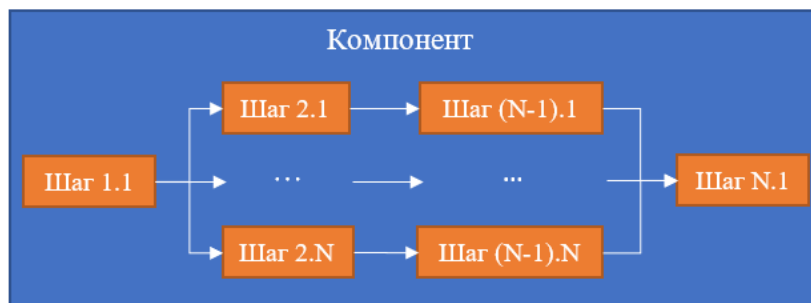 Компонент
Шаг 2.1
Шаг (N-1).1
Шаг 1.1
...
...
Шаг N.1
Шаг 2.N
Шаг (N-1).N